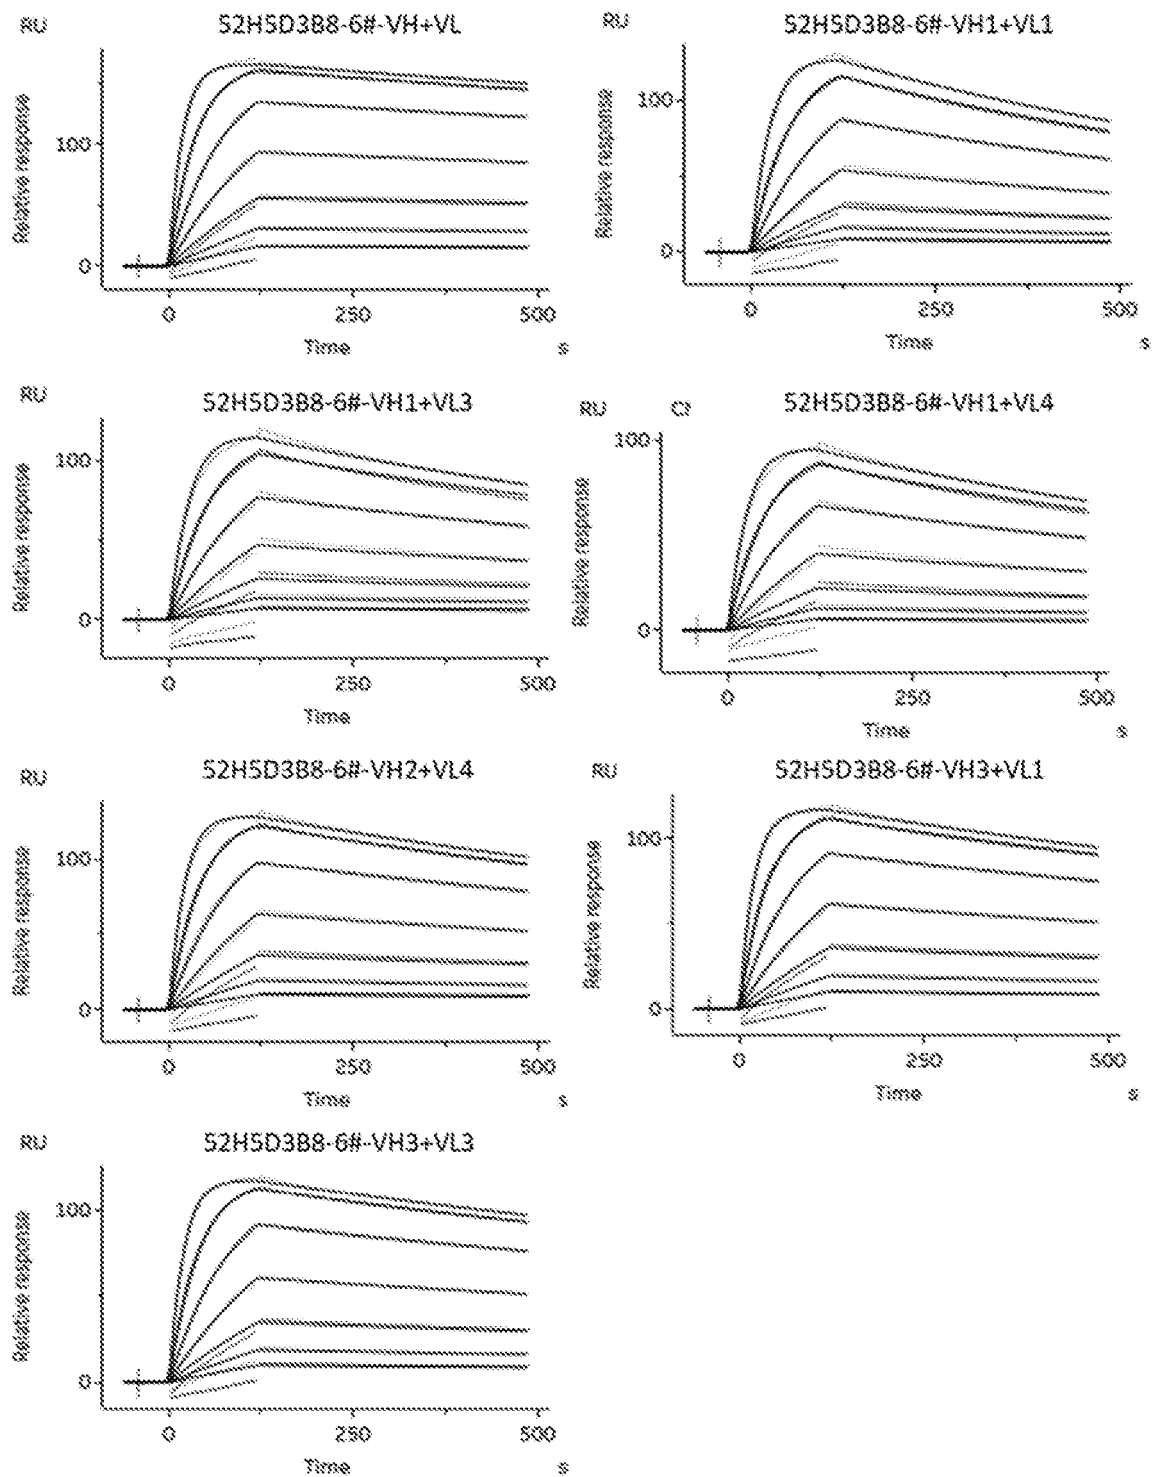 RU 52H5D3B8-6#-VH+VL
Relative response
100
0
0 250 500
Time s
RU 52H5D3B8-6#-VH1+VL1
Relative response
100
0
0 250 500
Time s
RU 52H5D3B8-6#-VH1+VL3
Relative response
100
0
0 250 500
Time
RU 52H5D3B8-6#-VH1+VL4
Relative response
100
0
0 250 500
Time s
RU 52H5D3B8-6#-VH2+VL4
Relative response
100
0
0 250 500
Time s
RU 52H5D3B8-6#-VH3+VL1
Relative response
100
0
0 250 500
Time s
RU 52H5D3B8-6#-VH3+VL3
Relative response
100
0
0 250 500
Time s